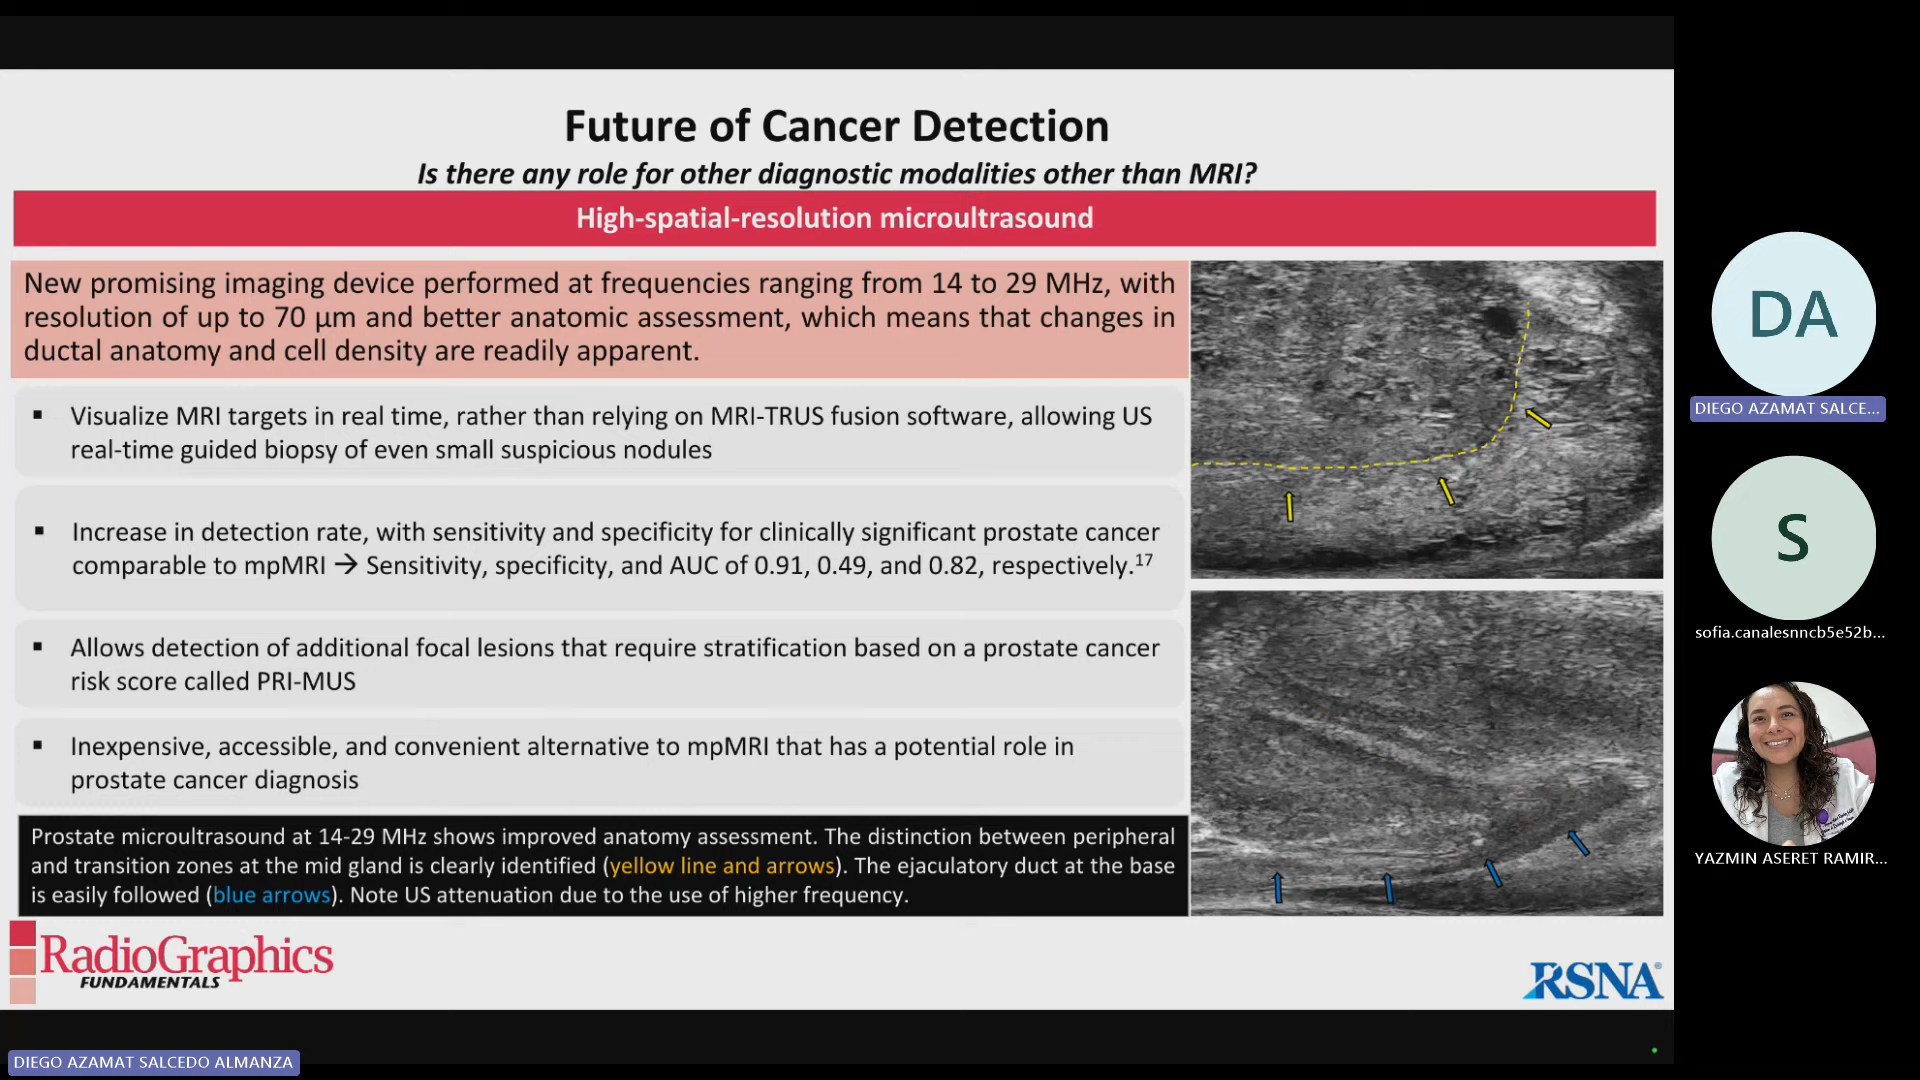 Future of Cancer Detection
Is there any role for other diagnostic modalities other than MRI?
High-spatial-resolution microultrasound
New promising imaging device performed at frequencies ranging from 14 to 29 MHz, with
resolution of up to 70 µm and better anatomic assessment, which means that changes in
ductal anatomy and cell density are readily apparent.
▪ Visualize MRI targets in real time, rather than relying on MRI-TRUS fusion software, allowing US
real-time guided biopsy of even small suspicious nodules
▪ Increase in detection rate, with sensitivity and specificity for clinically significant prostate cancer
comparable to mpMRI → Sensitivity, specificity, and AUC of 0.91, 0.49, and 0.82, respectively.17
▪ Allows detection of additional focal lesions that require stratification based on a prostate cancer
risk score called PRI-MUS
▪ Inexpensive, accessible, and convenient alternative to mpMRI that has a potential role in
prostate cancer diagnosis
Prostate microultrasound at 14-29 MHz shows improved anatomy assessment. The distinction between peripheral
and transition zones at the mid gland is clearly identified (yellow line and arrows). The ejaculatory duct at the base
is easily followed (blue arrows). Note US attenuation due to the use of higher frequency.
RadioGraphics
FUNDAMENTALS
RSNA®
DIEGO AZAMAT SALCEDO ALMANZA
DA
DIEGO AZAMAT SALCE...
S
sofia.canalesnncb5e52b...
YAZMIN ASERET RAMIR...